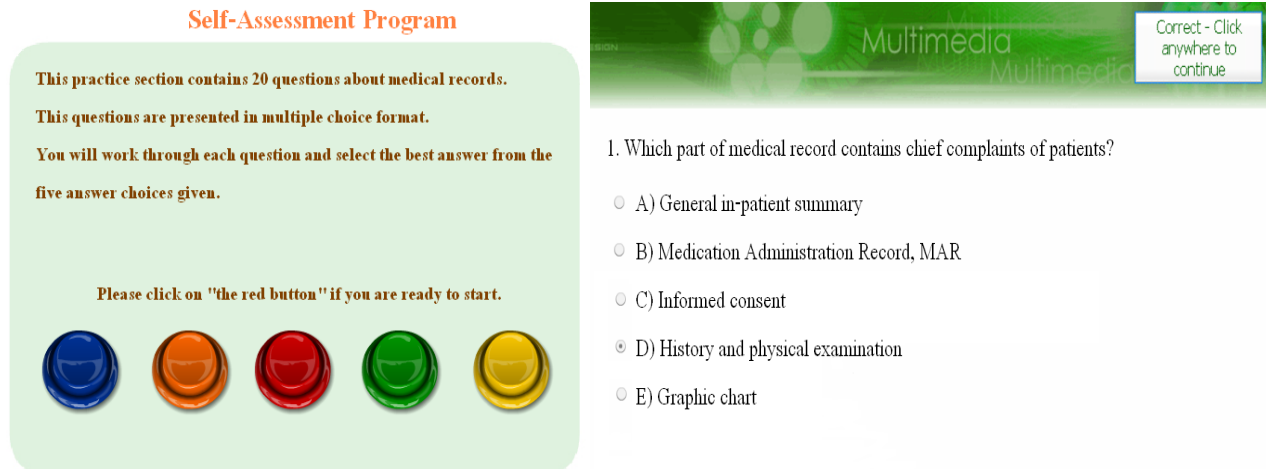 Self-Assessment Program
This practice section contains 20 questions about medical records.
This questions are presented in multiple choice format.
You will work through each question and select the best answer from the
five answer choices given.
Please click on "the red button" if you are ready to start.
ESIGN
Multimedia
Multimedia
Correct - Click
anywhere to
continue
1. Which part of medical record contains chief complaints of patients?
A) General in-patient summary
B) Medication Administration Record, MAR
C) Informed consent
D) History and physical examination
E) Graphic chart